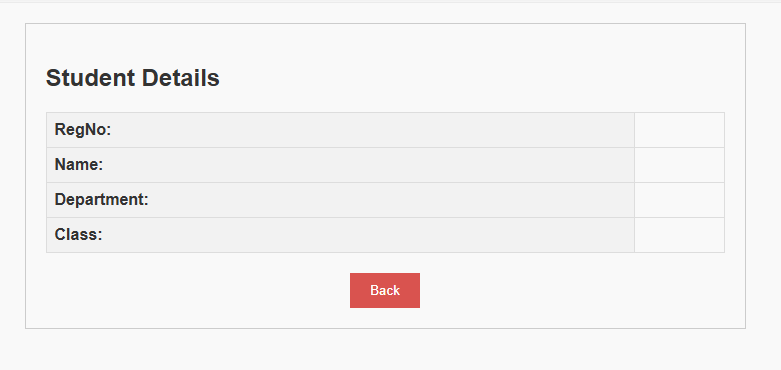 Student Details
RegNo:
Name:
Department:
Class:
Back